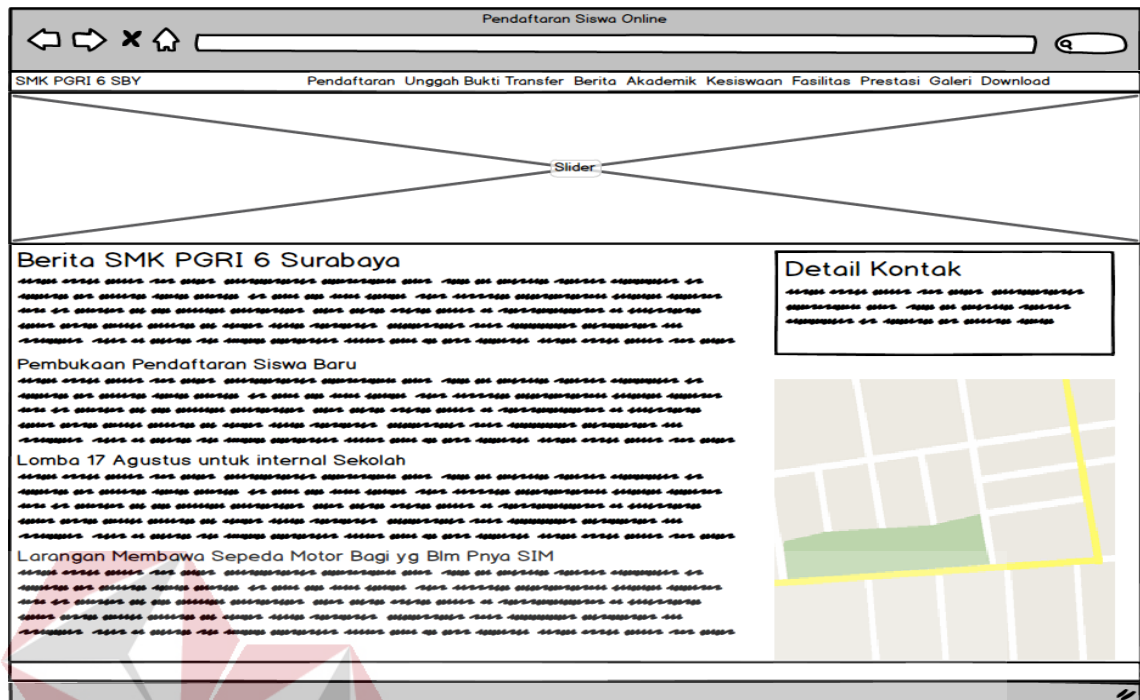 Pendaftaran Siswa Online
SMK PGRI 6 SBY
Pendaftaran Unggah Bukti Transfer Berita Akademik Kesiswaan Fasilitas Prestasi Galeri Download
Slider
Berita SMK PGRI 6 Surabaya
Detail Kontak
Pembukaan Pendaftaran Siswa Baru
Lomba 17 Agustus untuk internal Sekolah
Larangan Membawa Sepeda Motor Bagi yg Blm Pnya SIM